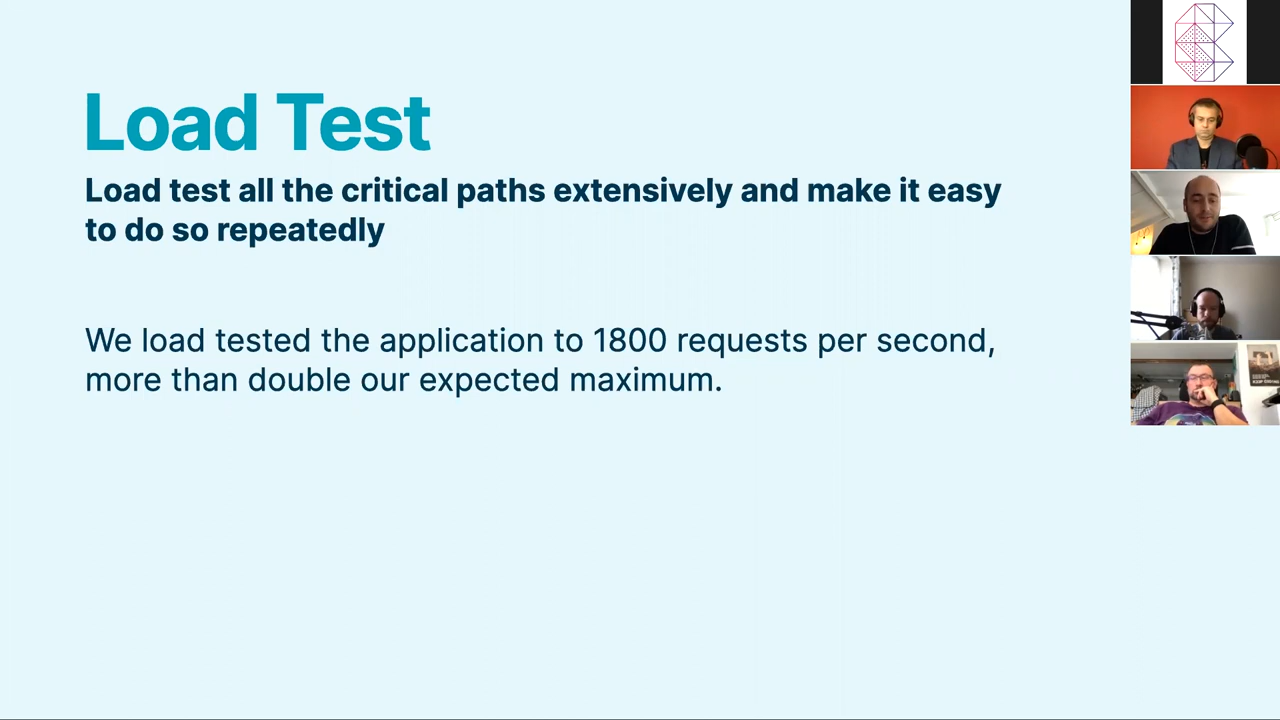 Load Test
Load test all the critical paths extensively and make it easy
to do so repeatedly
We load tested the application to 1800 requests per second,
more than double our expected maximum.